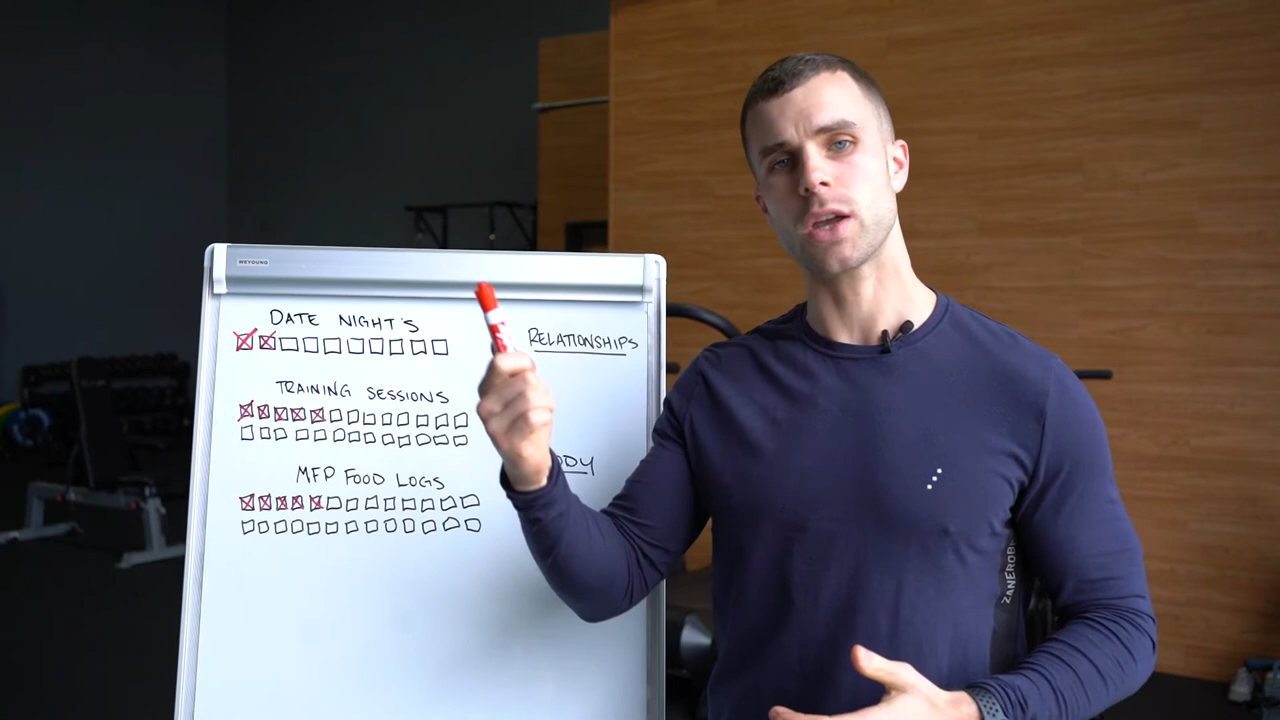 WEYOUNG
DATE NIGHT'S
RELATIONSHIPS
TRAINING SESSIONS
MFP FOOD LOGS